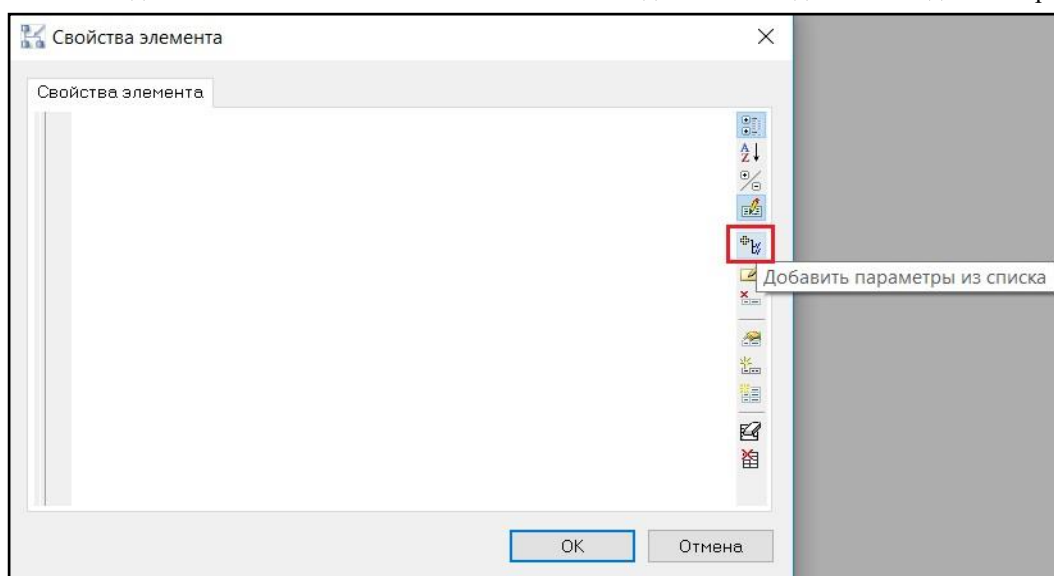 Свойства элемента
Свойства элемента
Добавить параметры из списка
OK
Отмена